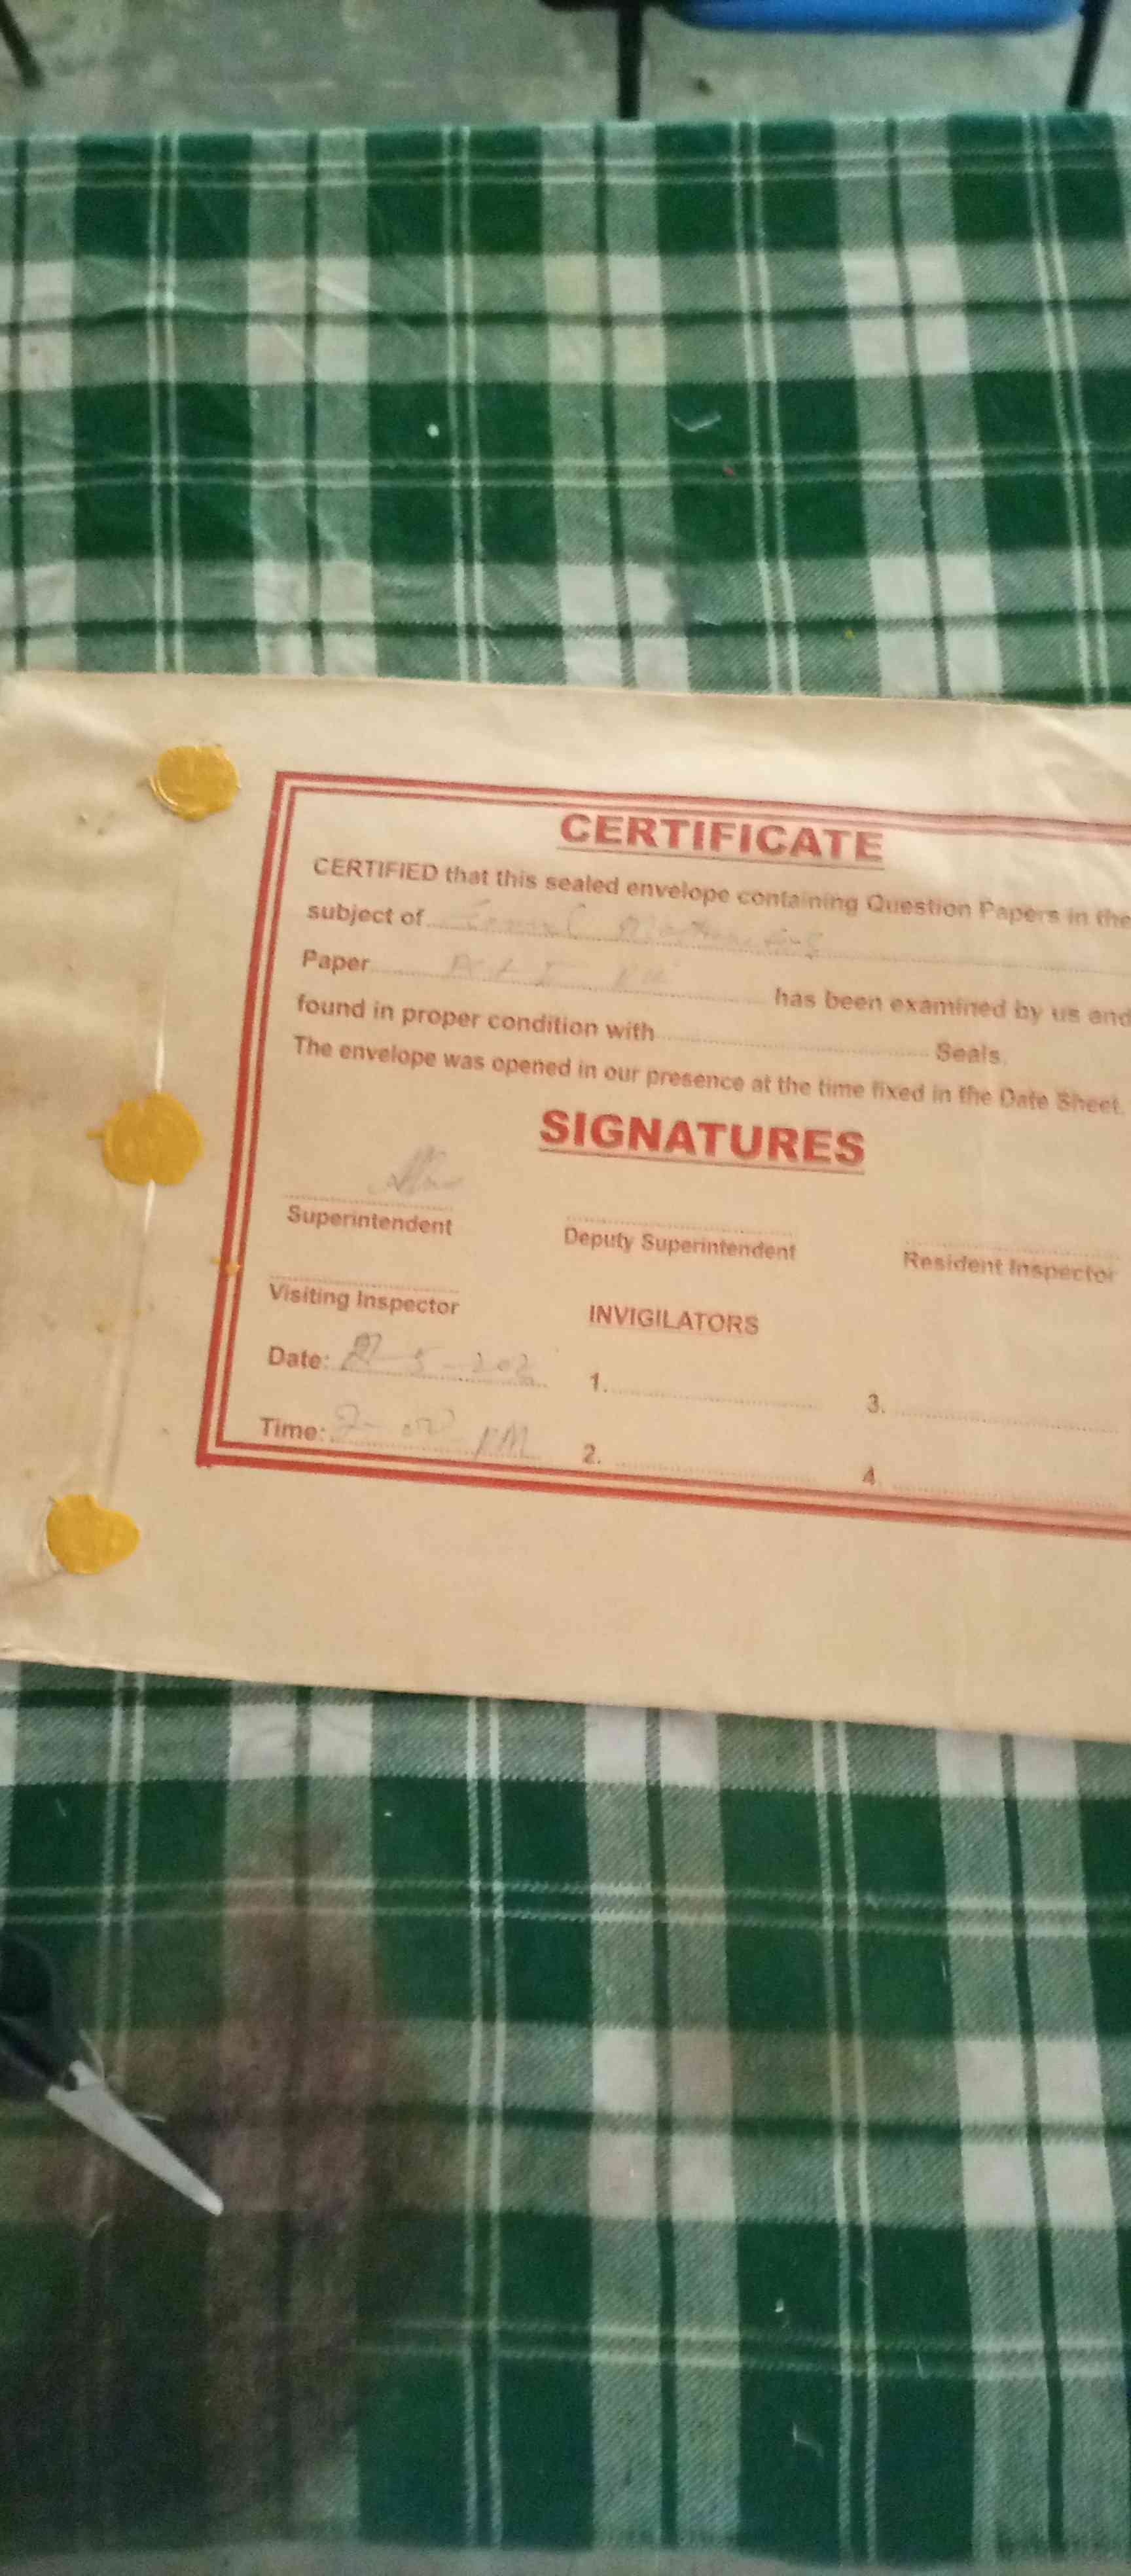 CERTIFICATE
CERTIFIED that this sealed envelope containing Question Papers in the
subject of
Paper has been examined by us and
found in proper condition with Seals.
The envelope was opened in our presence at the time fixed in the Date Sheet.
SIGNATURES
Superintendent Deputy Superintendent Resident Inspector
Visiting Inspector INVIGILATORS
Date: 1. 3.
Time: PM 2. 4.